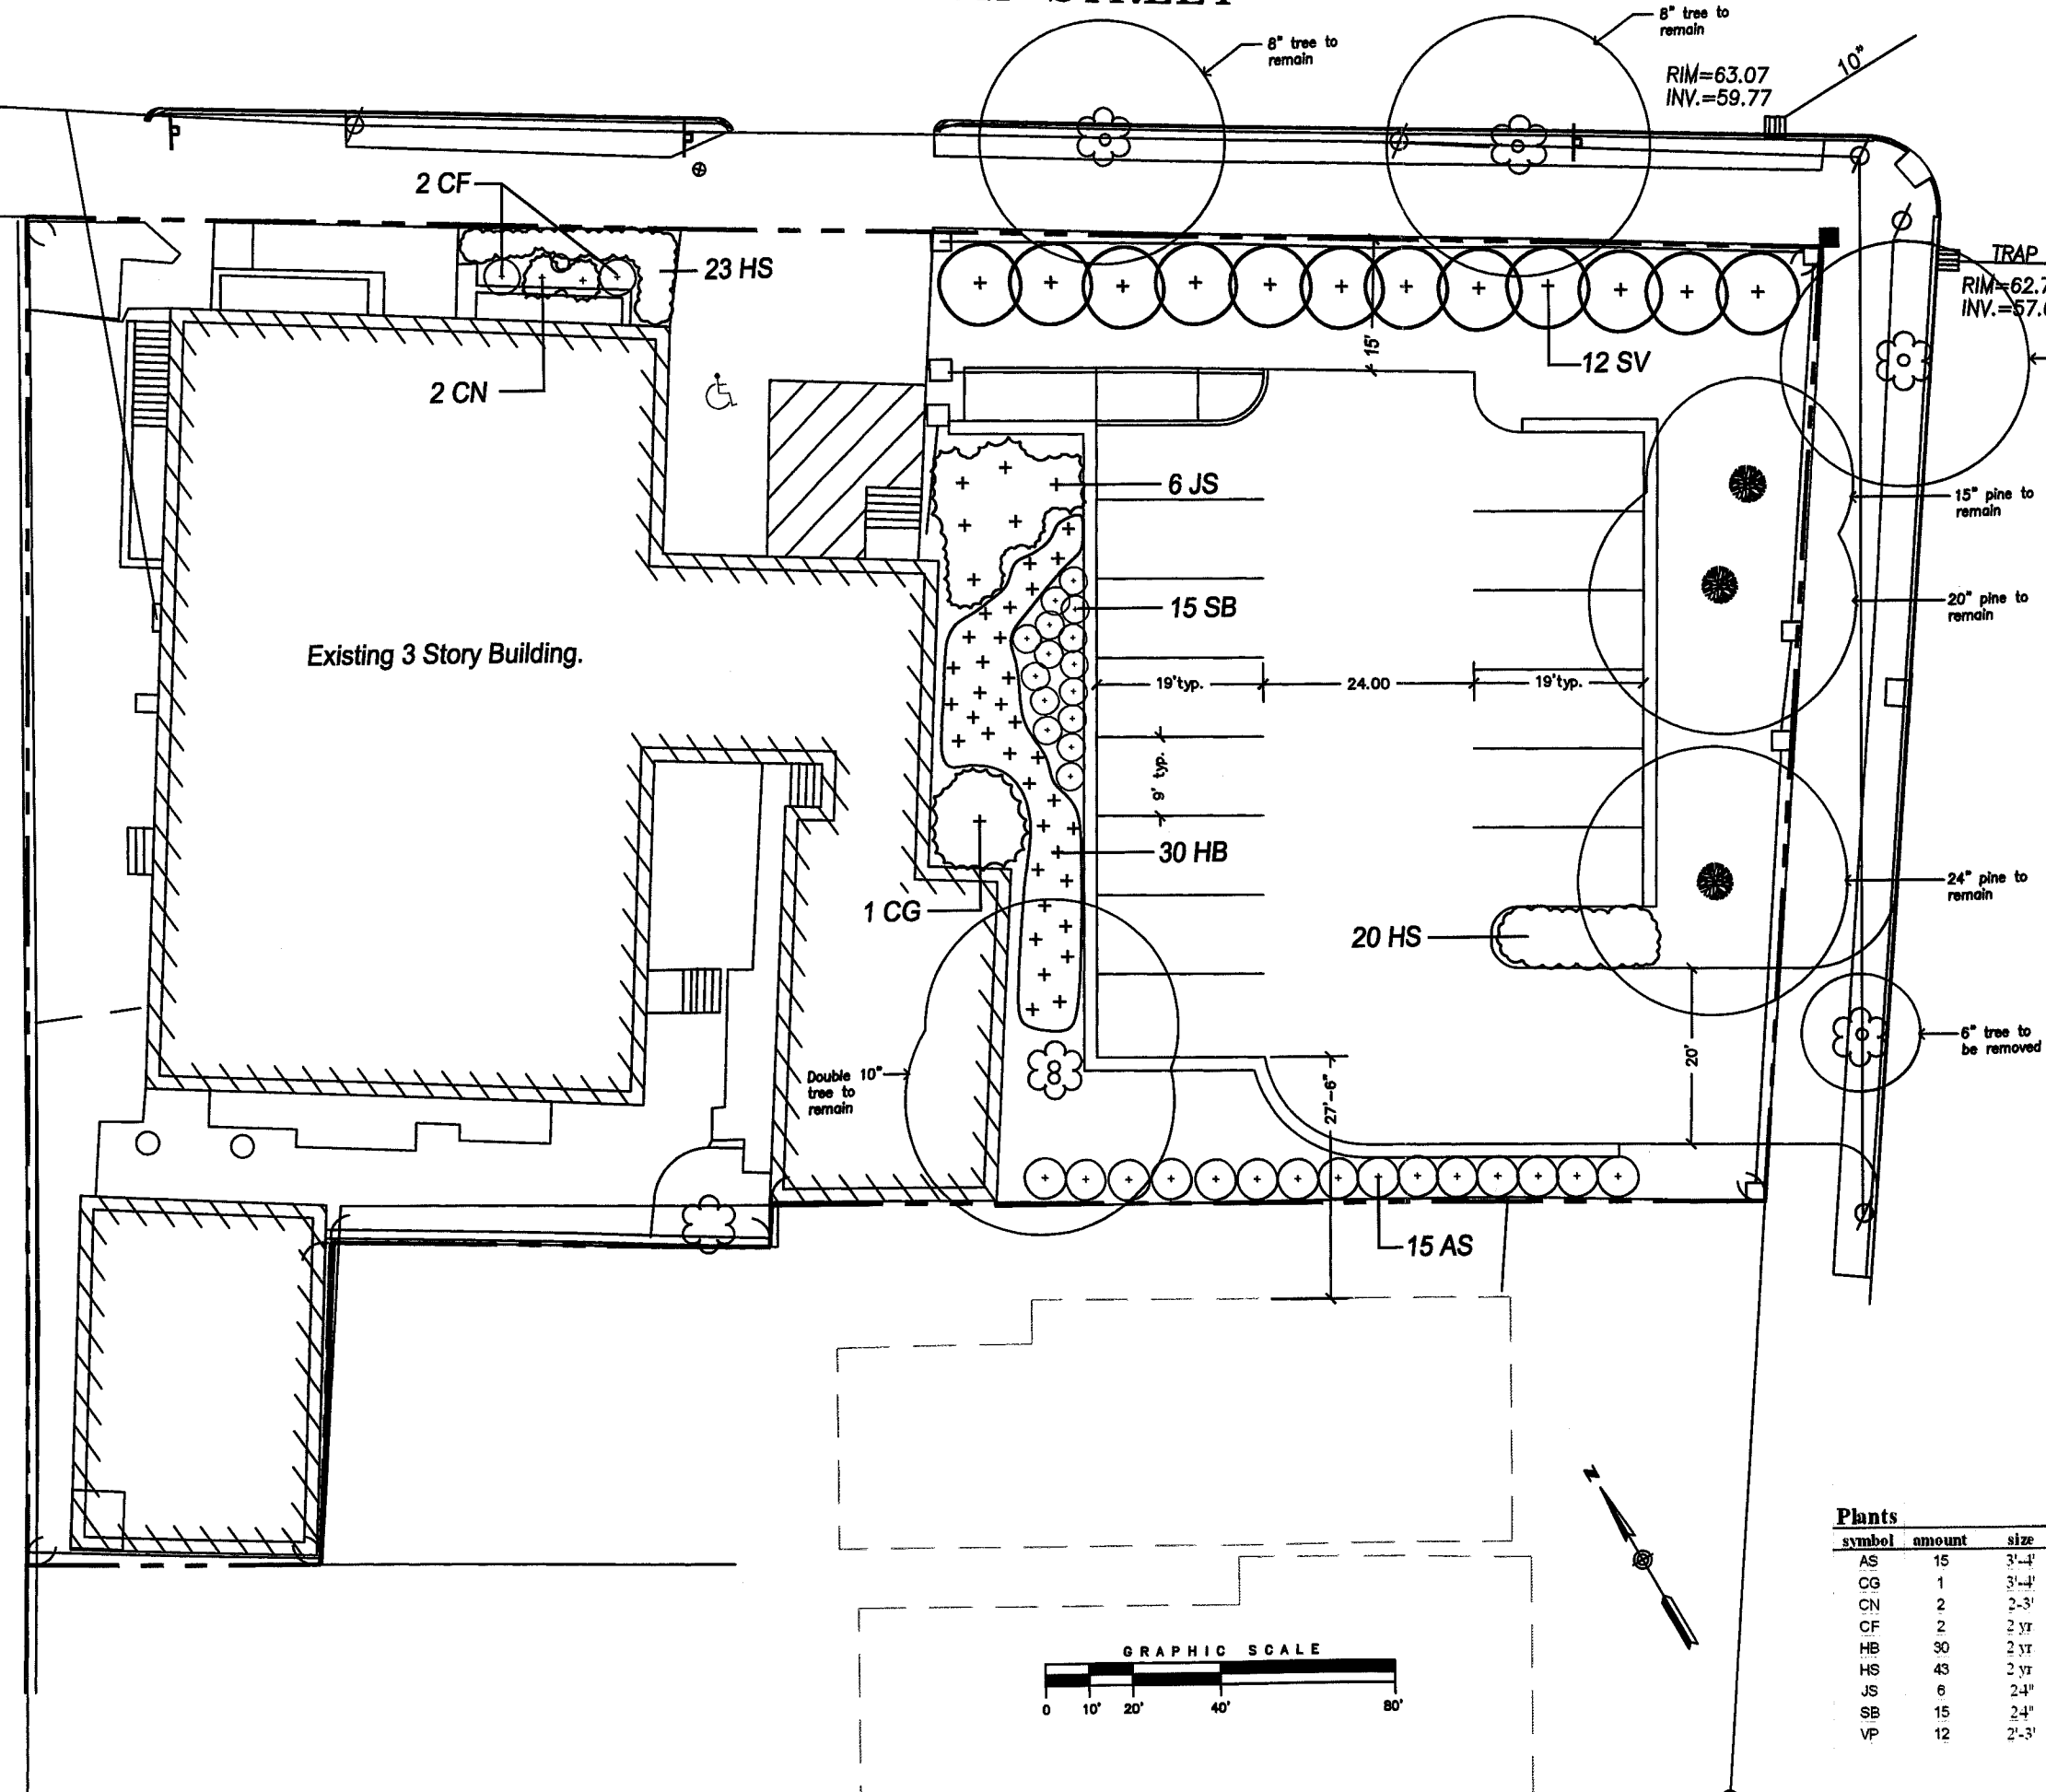 STREET
8" tree to
remain
8" tree to
remain
RIM=63.07
INV.=59.77
10"
2 CF
23 HS
TRAP
2 CN
15'
12 SV
6 JS
15" pine to
remain
15 SB
20" pine to
remain
Existing 3 Story Building.
19'typ.
24.00
19'typ.
9' typ.
30 HB
1 CG
24" pine to
remain
20 HS
Double 10"
tree to
remain
20'
6" tree to
be removed
27'-6"
15 AS
N
GRAPHIC SCALE
0 10' 20' 40' 80'
Plants
symbol amount size
AS 15 3'-4'
CG 1 3'-4'
CN 2 2-3'
CF 2 2 yr
HB 30 2 yr
HS 43 2 yr
JS 6 24"
SB 15 24"
VP 12 2'-3'